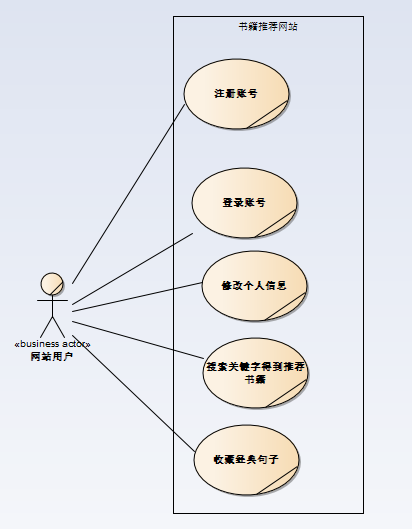 书籍推荐网站
注册账号
登录账号
修改个人信息
搜索关键字得到推荐
书籍
收藏经典句子
«business actor»
网站用户